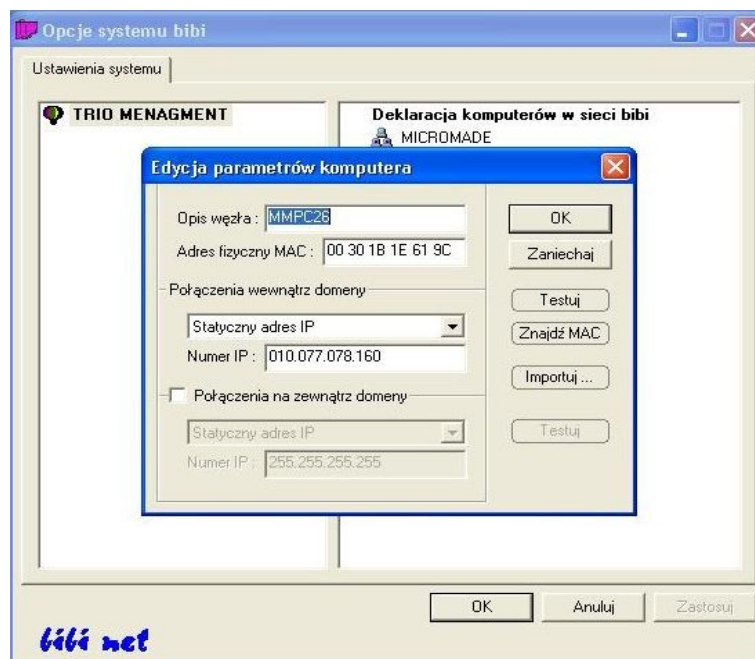 Opcje systemu bibi
Ustawienia systemu
TRIO MENAGMENT
Deklaracja komputerów w sieci bibi
MICROMADE
Edycja parametrów komputera
Opis węzła : MMPC26
OK
Adres fizyczny MAC : 00 30 1B 1E 61 9C
Zaniechaj
Połączenia wewnątrz domeny
Testuj
Statyczny adres IP
Znajdź MAC
Numer IP : 010.077.078.160
Importuj ...
Połączenia na zewnątrz domeny
Statyczny adres IP
Testuj
Numer IP : 255.255.255.255
OK
Anuluj
Zastosuj
bibi net